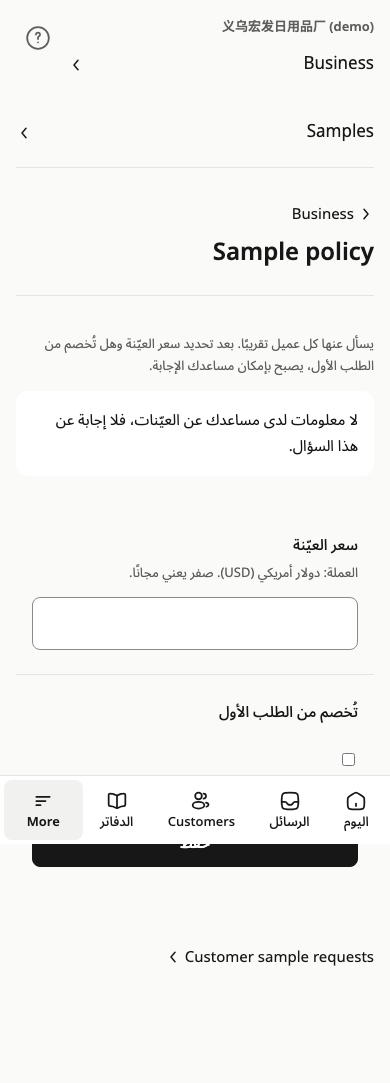 义乌宏发日用品厂 (demo)
Business
Samples
Business
Sample policy
يسأل عنها كل عميل تقريبًا. بعد تحديد سعر العيّنة وهل تُخصم من
الطلب الأول، يصبح بإمكان مساعدك الإجابة.
لا معلومات لدى مساعدك عن العيّنات، فلا إجابة عن
هذا السؤال.
سعر العيّنة
العملة: دولار أمريكي (USD). صفر يعني مجانًا.
تُخصم من الطلب الأول
اليوم
الرسائل
Customers
الدفاتر
More
Customer sample requests